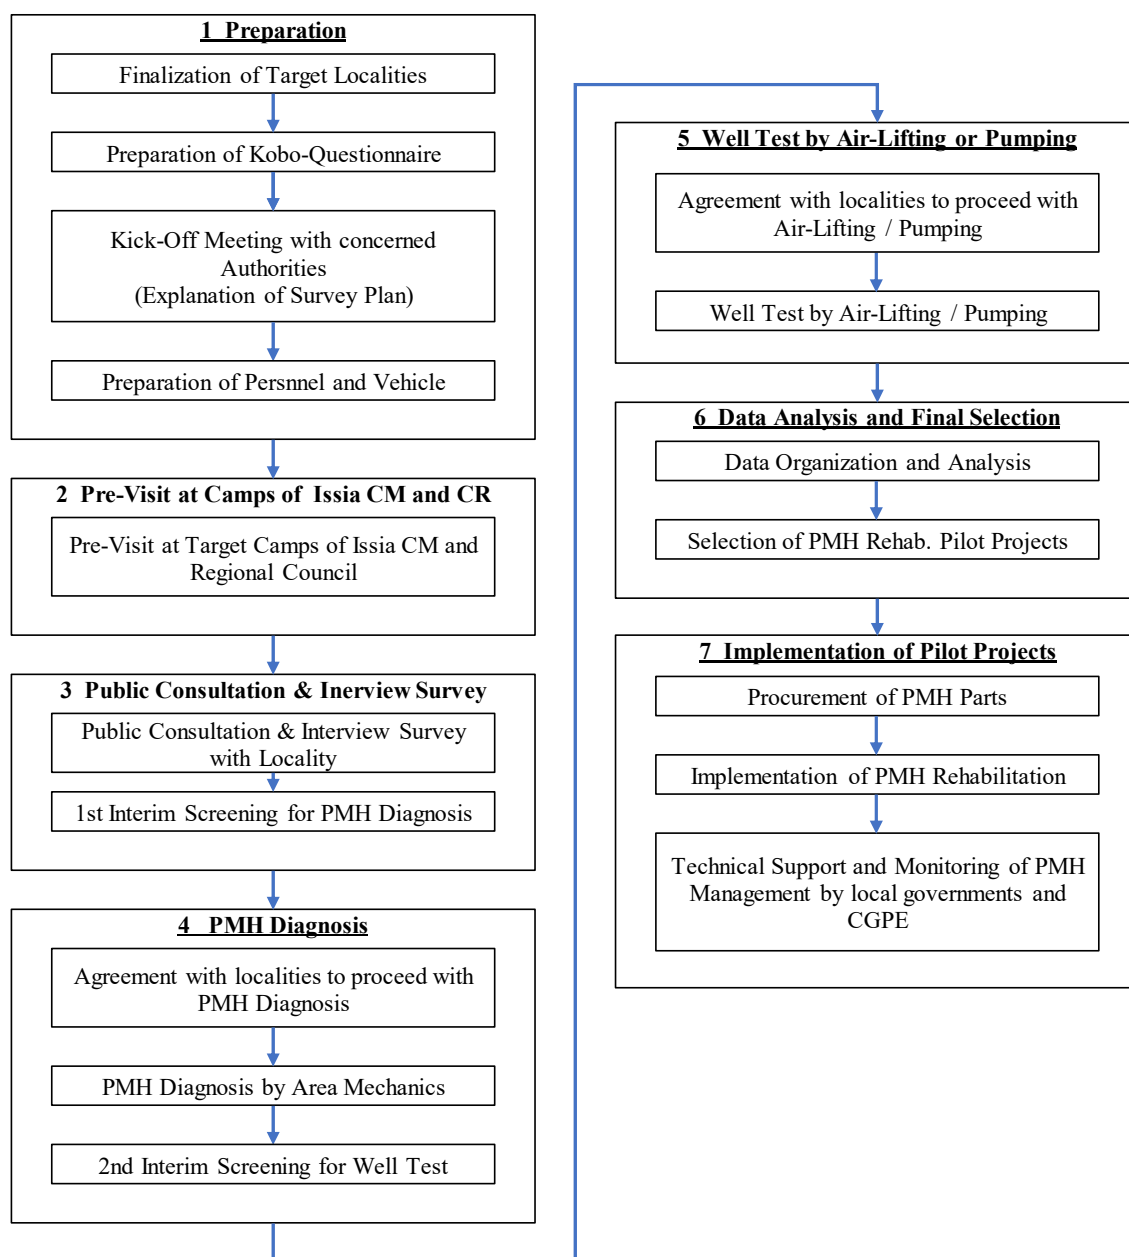 1 Preparation
Finalization of Target Localities
Preparation of Kobo-Questionnaire
Kick-Off Meeting with concerned
Authorities
(Explanation of Survey Plan)
Preparation of Persnnel and Vehicle
2 Pre-Visit at Camps of Issia CM and CR
Pre-Visit at Target Camps of Issia CM and
Regional Council
3 Public Consultation & Inerview Survey
Public Consultation & Interview Survey
with Locality
1st Interim Screening for PMH Diagnosis
4 PMH Diagnosis
Agreement with localities to proceed with
PMH Diagnosis
PMH Diagnosis by Area Mechanics
2nd Interim Screening for Well Test
5 Well Test by Air-Lifting or Pumping
Agreement with localities to proceed with
Air-Lifting / Pumping
Well Test by Air-Lifting / Pumping
6 Data Analysis and Final Selection
Data Organization and Analysis
Selection of PMH Rehab. Pilot Projects
7 Implementation of Pilot Projects
Procurement of PMH Parts
Implementation of PMH Rehabilitation
Technical Support and Monitoring of PMH
Management by local governments and
CGPE